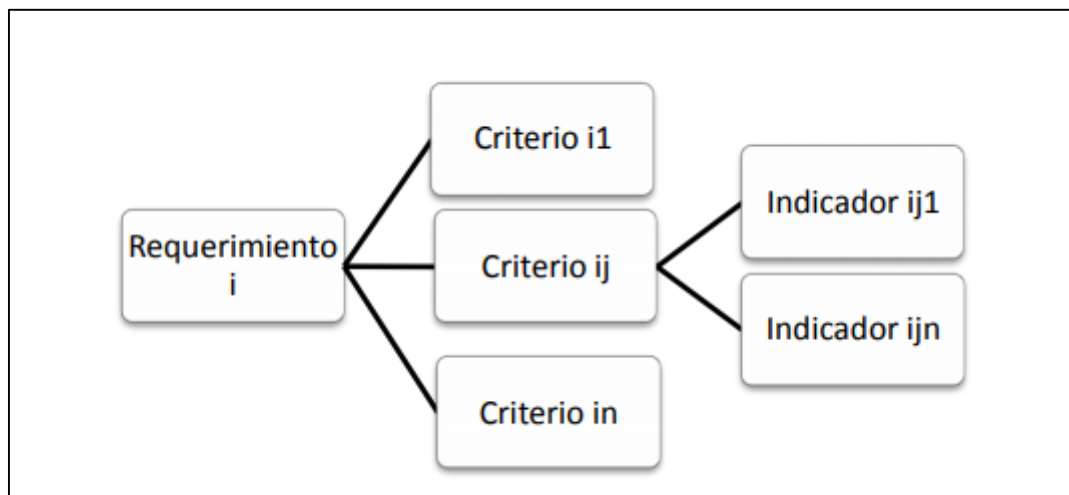 Criterio i1
Indicador ij1
Requerimiento
i
Criterio ij
Indicador ijn
Criterio in